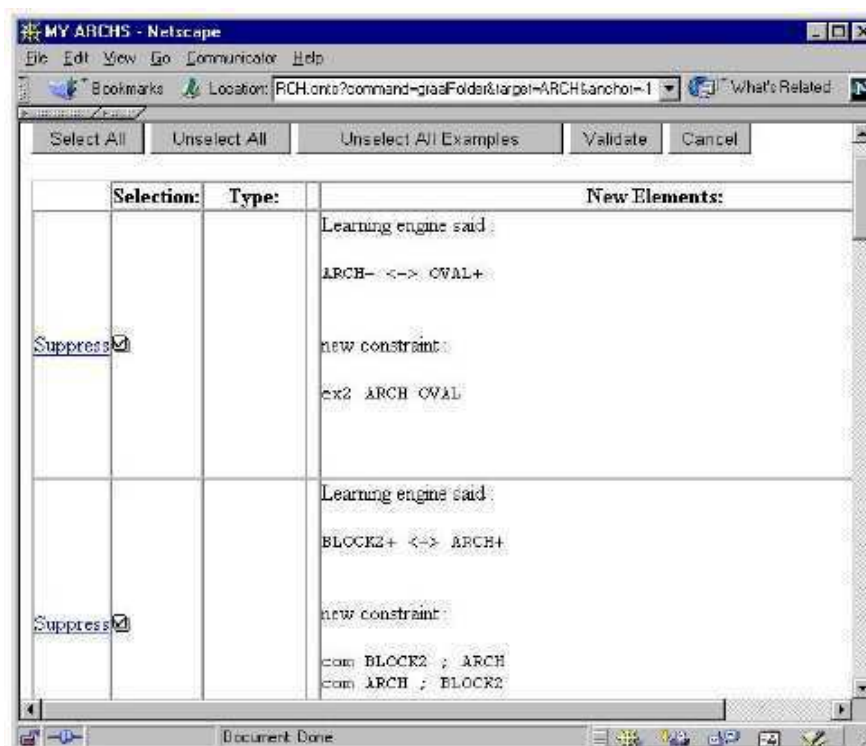 MY ARCHS - Netscape
File Edit View Go Communicator Help
Bookmarks Location: RCH.onto?command=graalFolder&target=ARCH&anchor=-1 What's Related N
Select All Unselect All Unselect All Examples Validate Cancel
Selection: Type: New Elements:
Learning engine said :
ARCH- <-> OVAL+
Suppress new constraint :
ex2 ARCH OVAL
Learning engine said :
BLOCK2+ <-> ARCH+
new constraint :
Suppress
com BLOCK2 ; ARCH
com ARCH ; BLOCK2
Document: Done